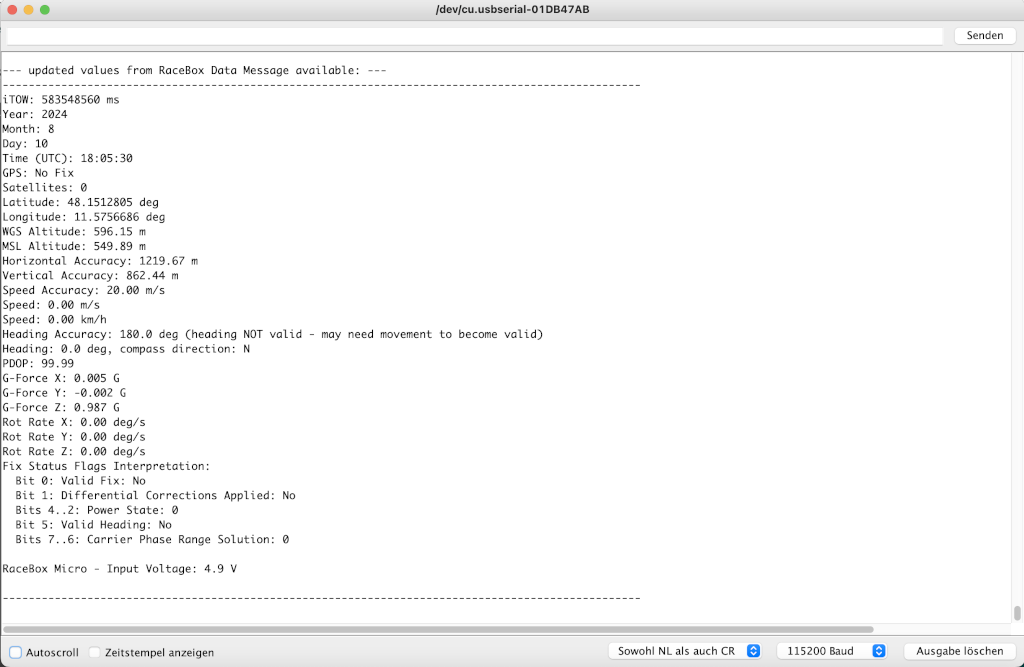 /dev/cu.usbserial-01DB47AB
Senden
--- updated values from RaceBox Data Message available: ---
--------------------------------------------------------------------------------------------------
iTOW: 583548560 ms
Year: 2024
Month: 8
Day: 10
Time (UTC): 18:05:30
GPS: No Fix
Satellites: 0
Latitude: 48.1512805 deg
Longitude: 11.5756686 deg
WGS Altitude: 596.15 m
MSL Altitude: 549.89 m
Horizontal Accuracy: 1219.67 m
Vertical Accuracy: 862.44 m
Speed Accuracy: 20.00 m/s
Speed: 0.00 m/s
Speed: 0.00 km/h
Heading Accuracy: 180.0 deg (heading NOT valid - may need movement to become valid)
Heading: 0.0 deg, compass direction: N
PDOP: 99.99
G-Force X: 0.005 G
G-Force Y: -0.002 G
G-Force Z: 0.987 G
Rot Rate X: 0.00 deg/s
Rot Rate Y: 0.00 deg/s
Rot Rate Z: 0.00 deg/s
Fix Status Flags Interpretation:
  Bit 0: Valid Fix: No
  Bit 1: Differential Corrections Applied: No
  Bits 4..2: Power State: 0
  Bit 5: Valid Heading: No
  Bits 7..6: Carrier Phase Range Solution: 0
RaceBox Micro - Input Voltage: 4.9 V
--------------------------------------------------------------------------------------------------
Autoscroll Zeitstempel anzeigen Sowohl NL als auch CR 115200 Baud Ausgabe löschen